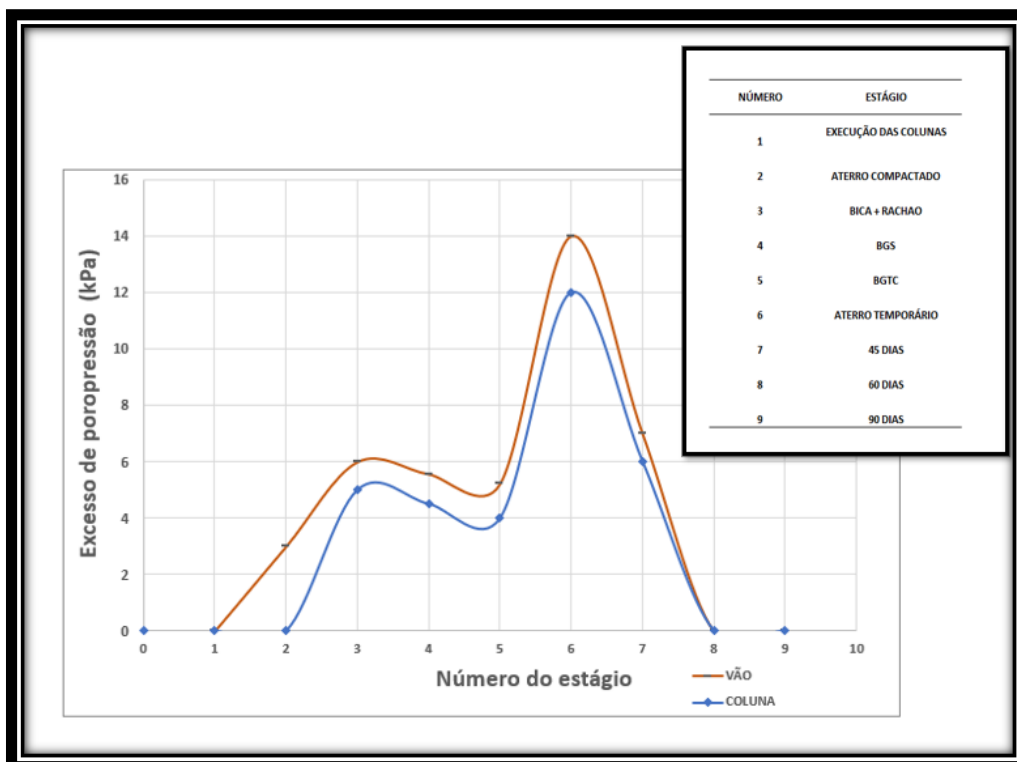 NÚMERO ESTÁGIO
1 EXECUÇÃO DAS COLUNAS
2 ATERRO COMPACTADO
3 BICA + RACHAO
4 BGS
5 BGTC
6 ATERRO TEMPORÁRIO
7 45 DIAS
8 60 DIAS
9 90 DIAS
Excesso de poropressão (kPa)
16
14
12
10
8
6
4
2
0
0 1 2 3 4 5 6 7 8 9 10
Número do estágio
VÃO
COLUNA